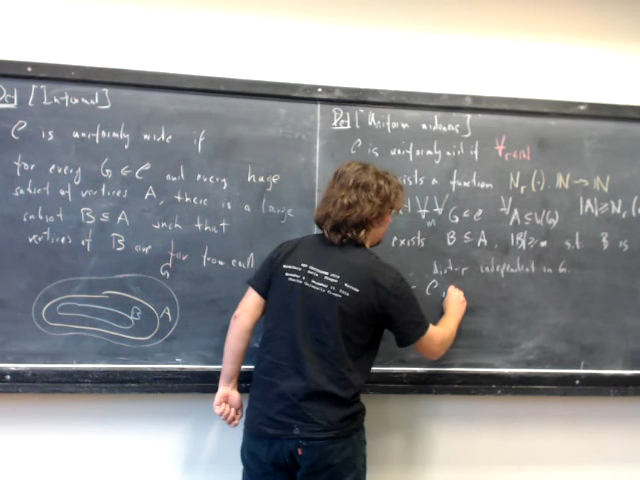 Def [Informal]
C is uniformly wide if
for every G ∈ C and every huge
subset of vertices A, there is a large
subset B ⊆ A such that
vertices of B are far from each
G
B A
Def [Uniform wideness]
C is uniformly wid if ∀ r∈ℕ
exists a function N_r(·): ℕ → ℕ
∀ m ∀ G ∈ C ∀ A ⊆ V(G) |A| ≥ N_r(
exists B ⊆ A, |B| ≥ m s.t. B is
dist-r independent in G.
C